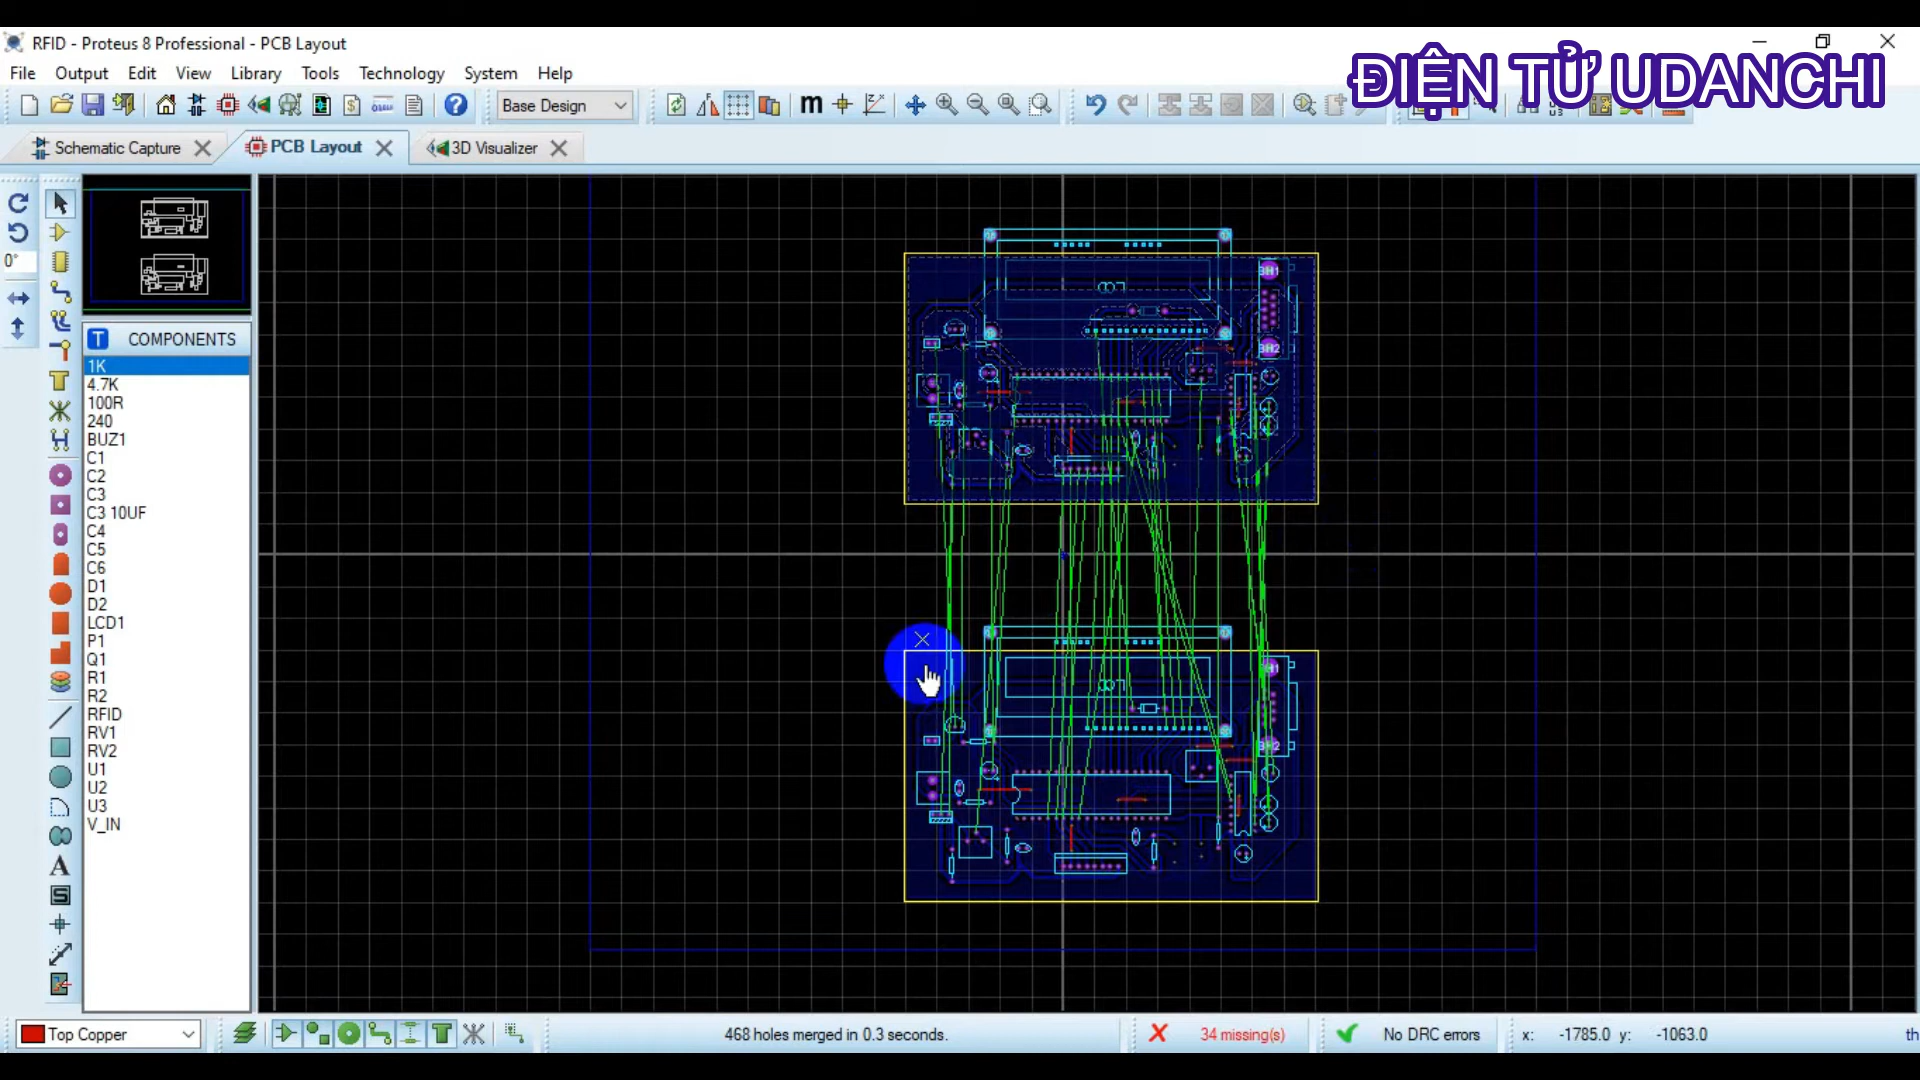 RFID - Proteus 8 Professional - PCB Layout
ĐIỆN TỬ UDANCHI
File Output Edit View Library Tools Technology System Help
Base Design
m
Schematic Capture
PCB Layout
3D Visualizer
0°
T COMPONENTS
1K
4.7K
100R
240
BUZ1
C1
C2
C3
C3 10UF
C4
C5
C6
D1
D2
LCD1
P1
Q1
R1
R2
RFID
RV1
RV2
U1
U2
U3
V_IN
A
S
Top Copper
468 holes merged in 0.3 seconds.
34 missing(s)
No DRC errors
x: -1785.0 y: -1063.0
th